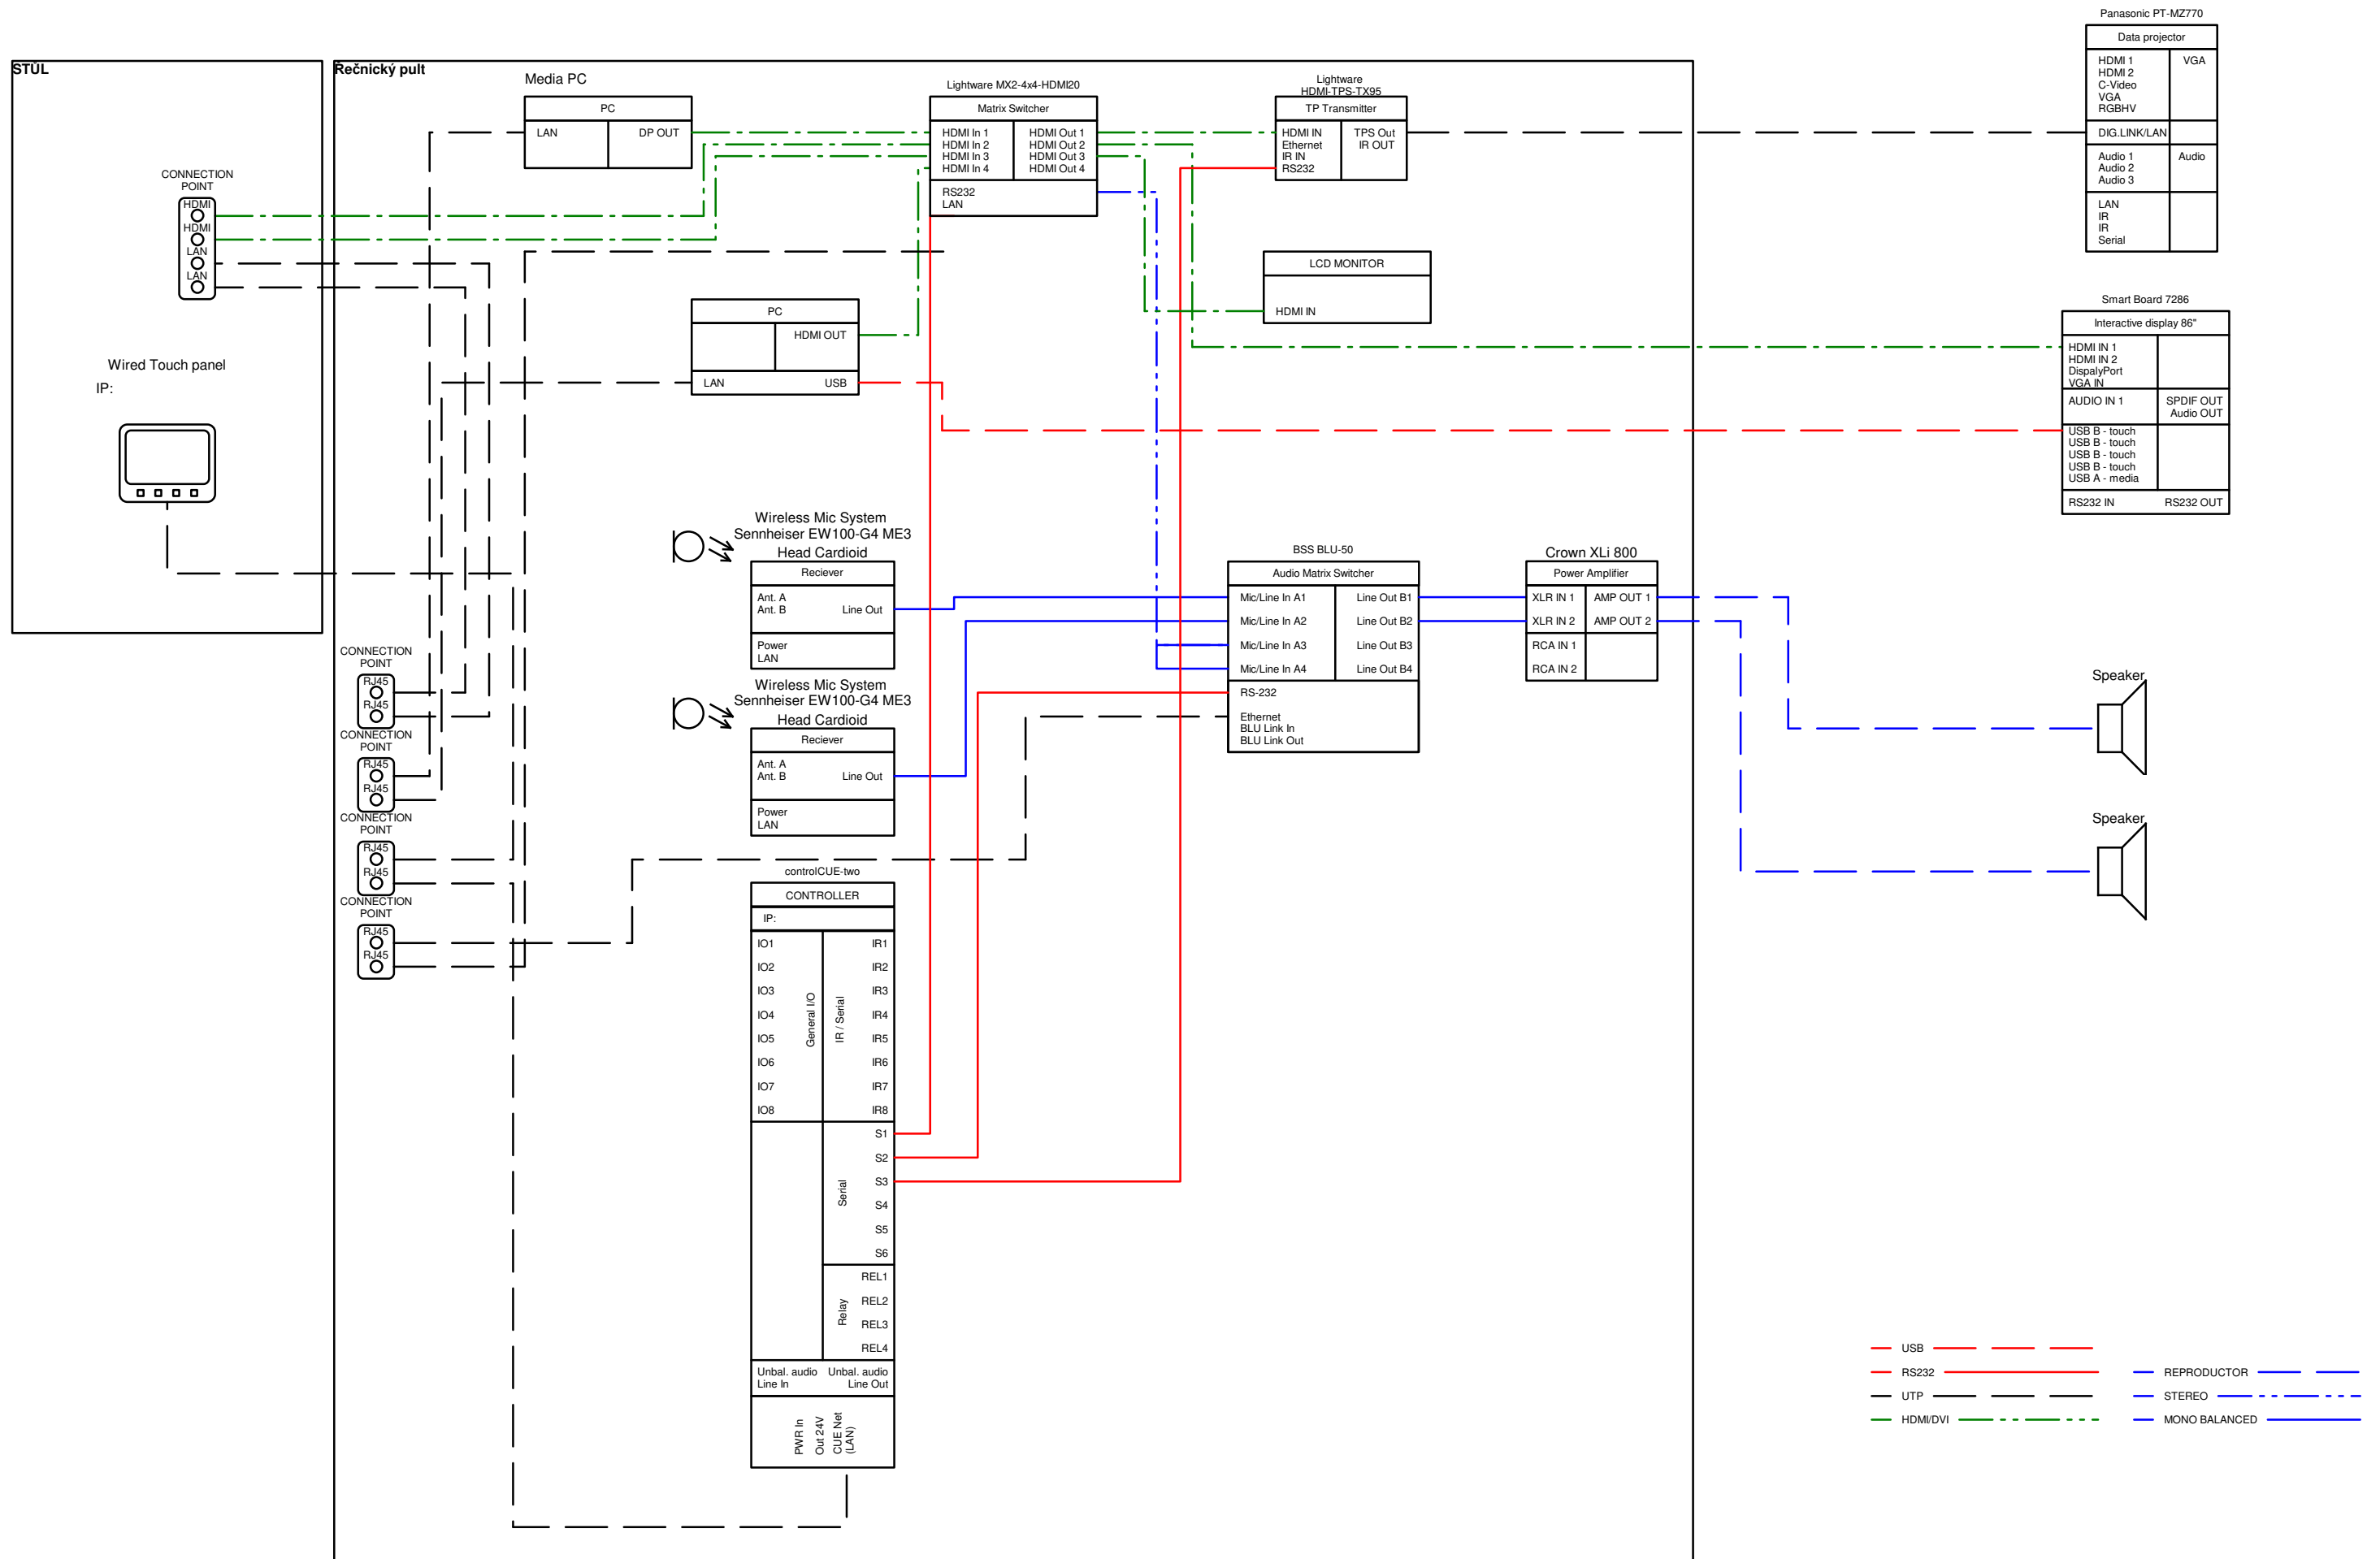 STŮL
CONNECTION
POINT
HDMI
HDMI
LAN
LAN
Wired Touch panel
IP:
Řečnický pult
Media PC
PC
LAN
DP OUT
Lightware MX2-4x4-HDMI20
Matrix Switcher
HDMI In 1
HDMI In 2
HDMI In 3
HDMI In 4
HDMI Out 1
HDMI Out 2
HDMI Out 3
HDMI Out 4
RS232
LAN
Lightware
HDMI-TPS-TX95
TP Transmitter
HDMI IN
Ethernet
IR IN
RS232
TPS Out
IR OUT
Panasonic PT-MZ770
Data projector
HDMI 1
HDMI 2
C-Video
VGA
RGBHV
VGA
DIG.LINK/LAN
Audio 1
Audio 2
Audio 3
Audio
LAN
IR
IR
Serial
LCD MONITOR
HDMI IN
PC
HDMI OUT
LAN
USB
Smart Board 7286
Interactive display 86"
HDMI IN 1
HDMI IN 2
DispalyPort
VGA IN
AUDIO IN 1
SPDIF OUT
Audio OUT
USB B - touch
USB B - touch
USB B - touch
USB B - touch
USB A - media
RS232 IN
RS232 OUT
Wireless Mic System
Sennheiser EW100-G4 ME3
Head Cardioid
Reciever
Ant. A
Ant. B
Line Out
Power
LAN
Wireless Mic System
Sennheiser EW100-G4 ME3
Head Cardioid
Reciever
Ant. A
Ant. B
Line Out
Power
LAN
BSS BLU-50
Audio Matrix Switcher
Mic/Line In A1
Mic/Line In A2
Mic/Line In A3
Mic/Line In A4
Line Out B1
Line Out B2
Line Out B3
Line Out B4
RS-232
Ethernet
BLU Link In
BLU Link Out
Crown XLi 800
Power Amplifier
XLR IN 1
XLR IN 2
AMP OUT 1
AMP OUT 2
RCA IN 1
RCA IN 2
Speaker
Speaker
CONNECTION
POINT
RJ45
RJ45
CONNECTION
POINT
RJ45
RJ45
CONNECTION
POINT
RJ45
RJ45
CONNECTION
POINT
RJ45
RJ45
controlCUE-two
CONTROLLER
IP:
IO1
IO2
IO3
IO4
IO5
IO6
IO7
IO8
General I/O
IR / Serial
IR1
IR2
IR3
IR4
IR5
IR6
IR7
IR8
Serial
S1
S2
S3
S4
S5
S6
Relay
REL1
REL2
REL3
REL4
Unbal. audio
Line In
Unbal. audio
Line Out
PWR In
Out 24V
CUE Net
(LAN)
USB
RS232
UTP
HDMI/DVI
REPRODUCTOR
STEREO
MONO BALANCED